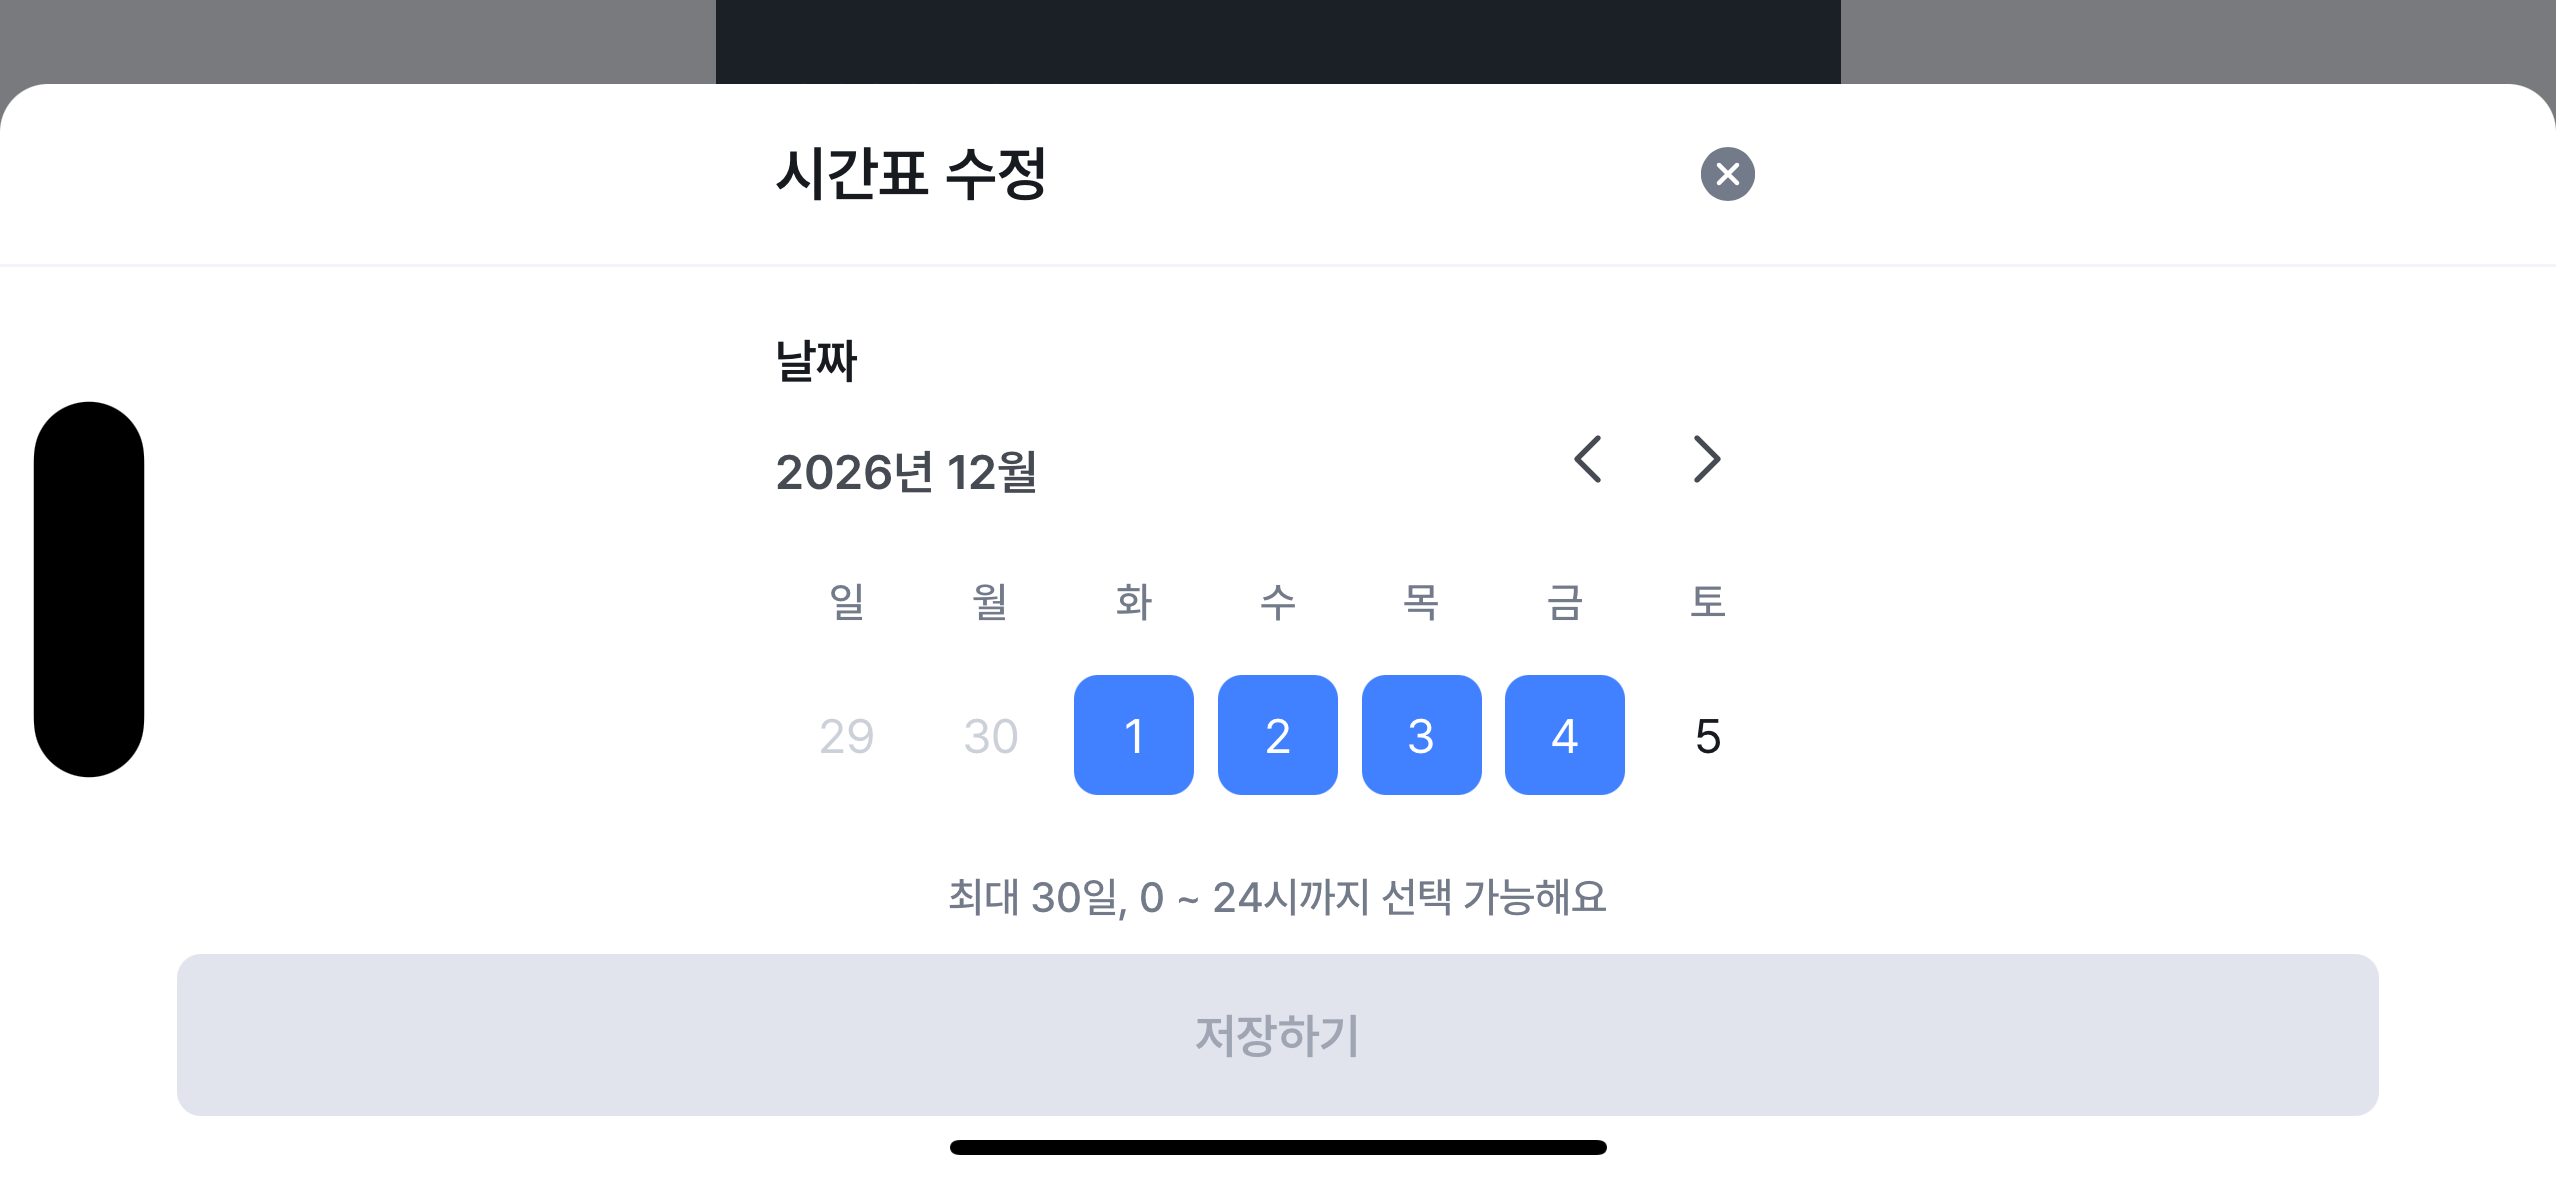 시간표 수정
날짜
2026년 12월
일 월 화 수 목 금 토
29 30 1 2 3 4 5
최대 30일, 0 ~ 24시까지 선택 가능해요
저장하기